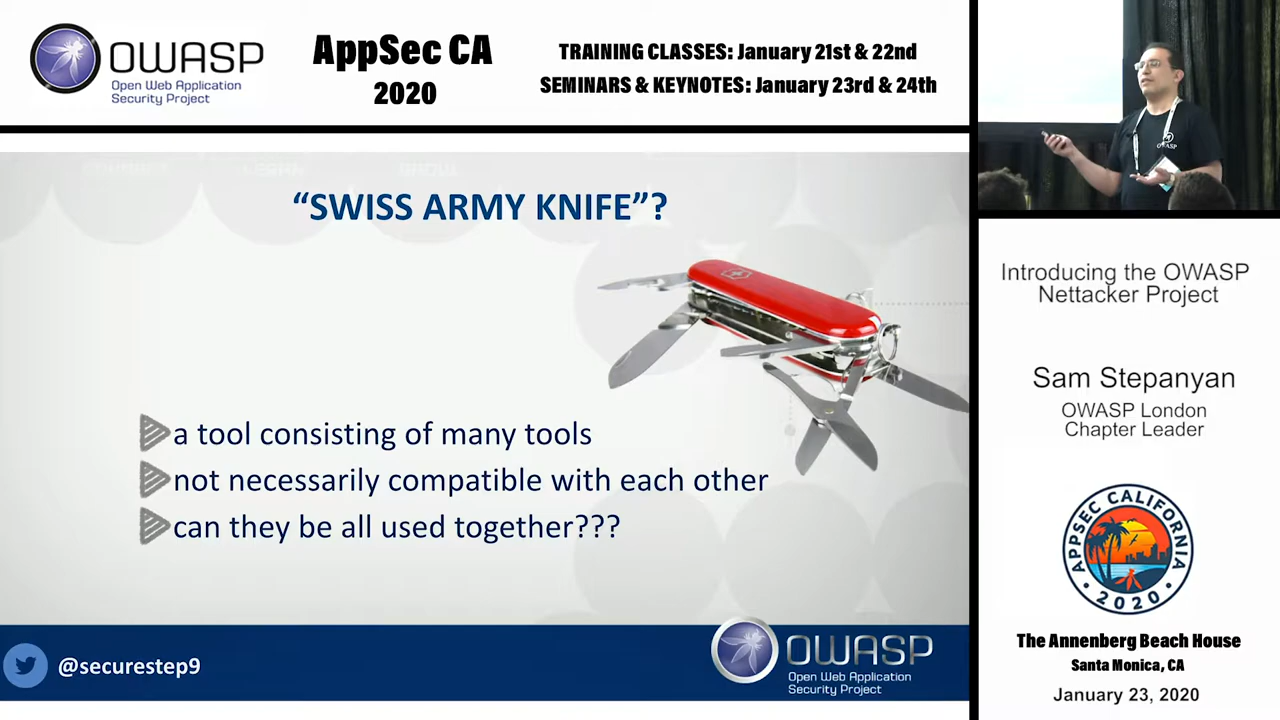 OWASP
Open Web Application
Security Project
AppSec CA
2020
TRAINING CLASSES: January 21st & 22nd
SEMINARS & KEYNOTES: January 23rd & 24th
“SWISS ARMY KNIFE”?
a tool consisting of many tools
not necessarily compatible with each other
can they be all used together???
@securestep9
OWASP
Open Web Application
Security Project
OWASP
Introducing the OWASP
Nettacker Project
Sam Stepanyan
OWASP London
Chapter Leader
APPSEC CALIFORNIA
• 2020 •
The Annenberg Beach House
Santa Monica, CA
January 23, 2020